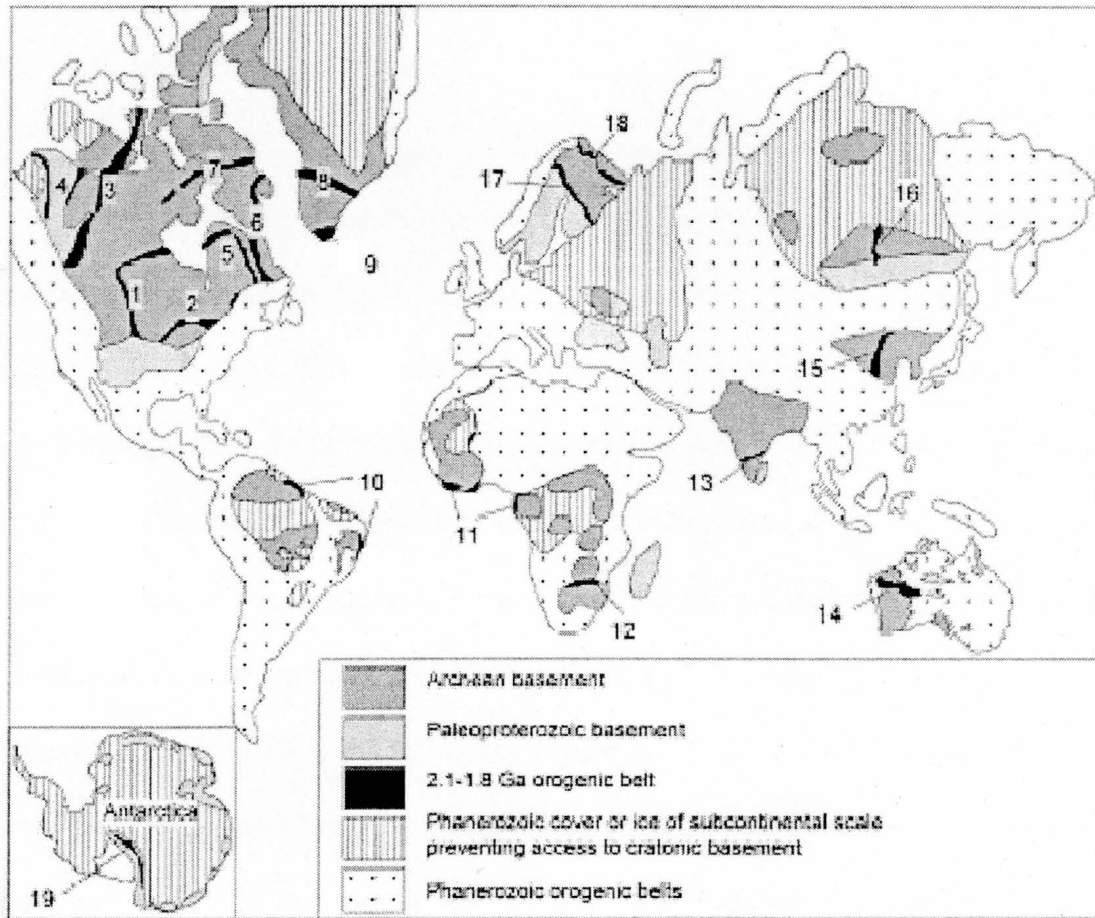 18
7
17
4
3
8
16
6
5
9
1
2
15
10
13
11
14
12
Archean basement
Paleoproterozoic basement
2.1-1.8 Ga orogenic belt
Phanerozoic cover or ice of subcontinental scale
preventing access to cratonic basement
Phanerozoic orogenic belts
Antarctica
19